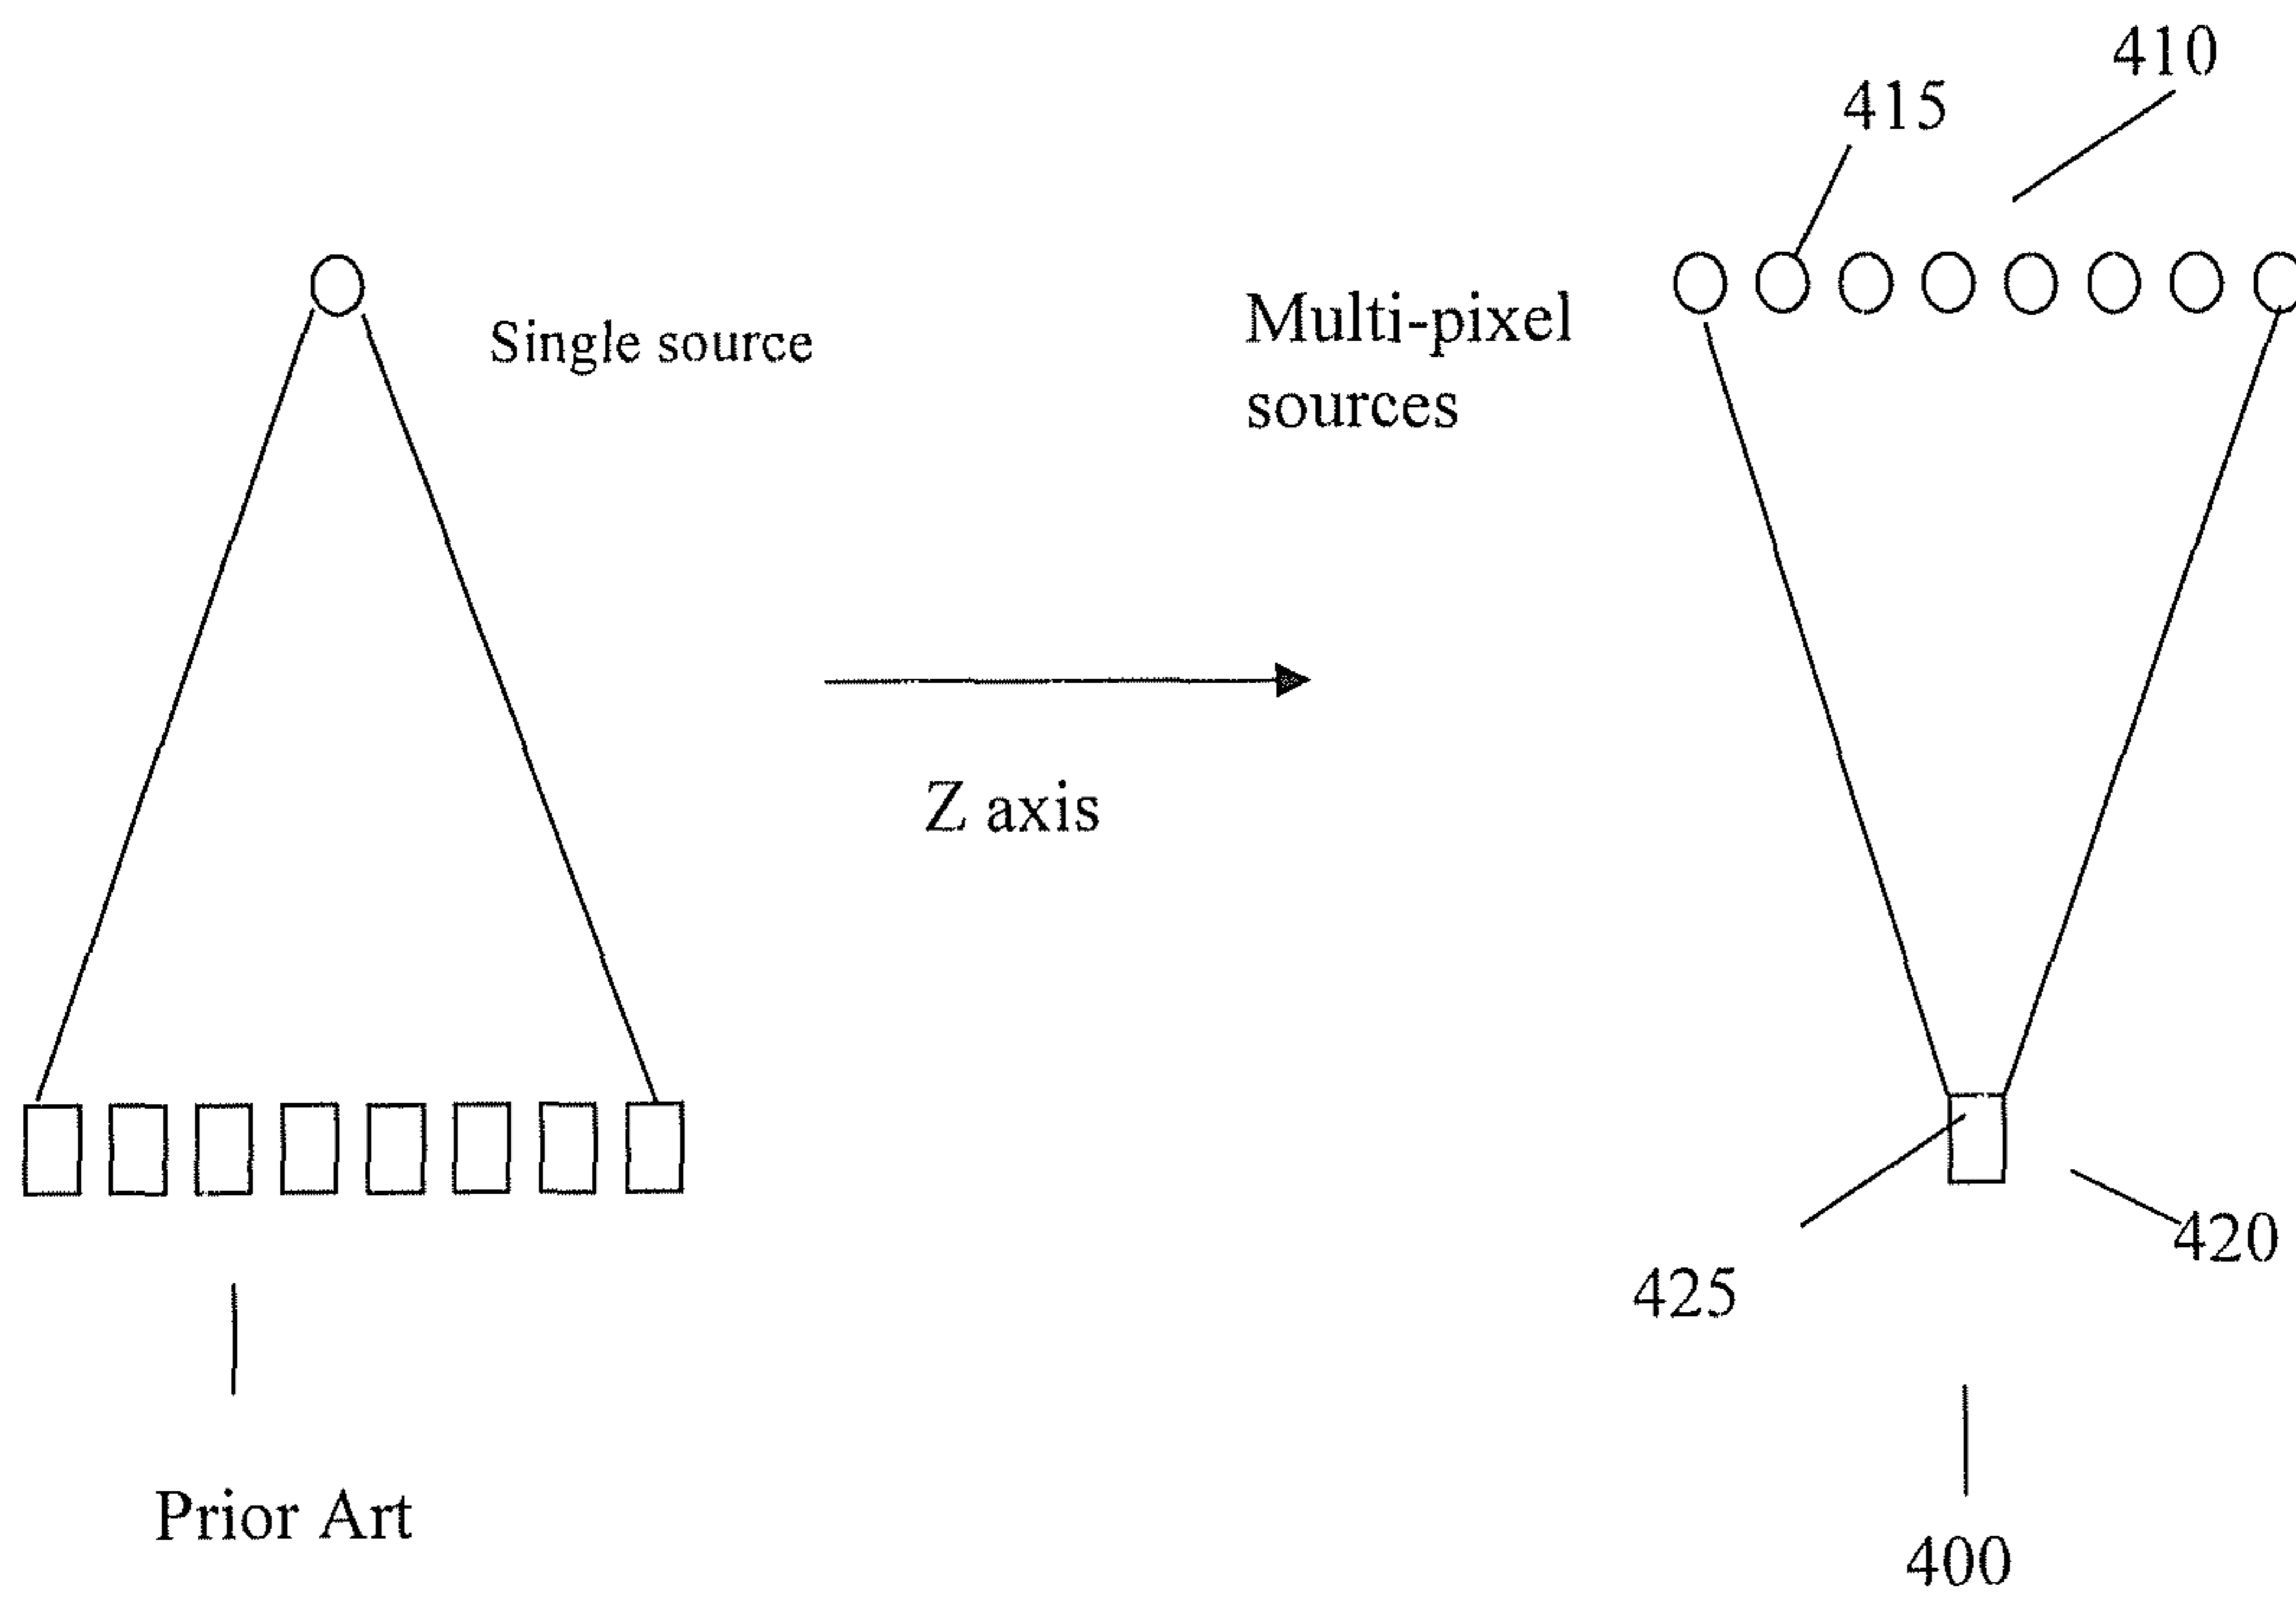 410
415
Single source
Multi-pixel
sources
Z axis
420
425
Prior Art
400